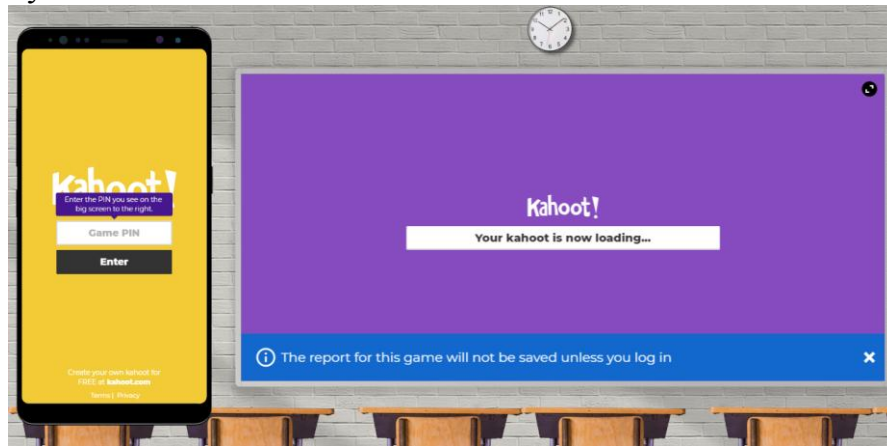 Kahoot!
Enter the PIN you see on the
big screen to the right.
Game PIN
Enter
Create your own kahoot for
FREE at kahoot.com
Terms | Privacy
Kahoot!
Your kahoot is now loading...
The report for this game will not be saved unless you log in